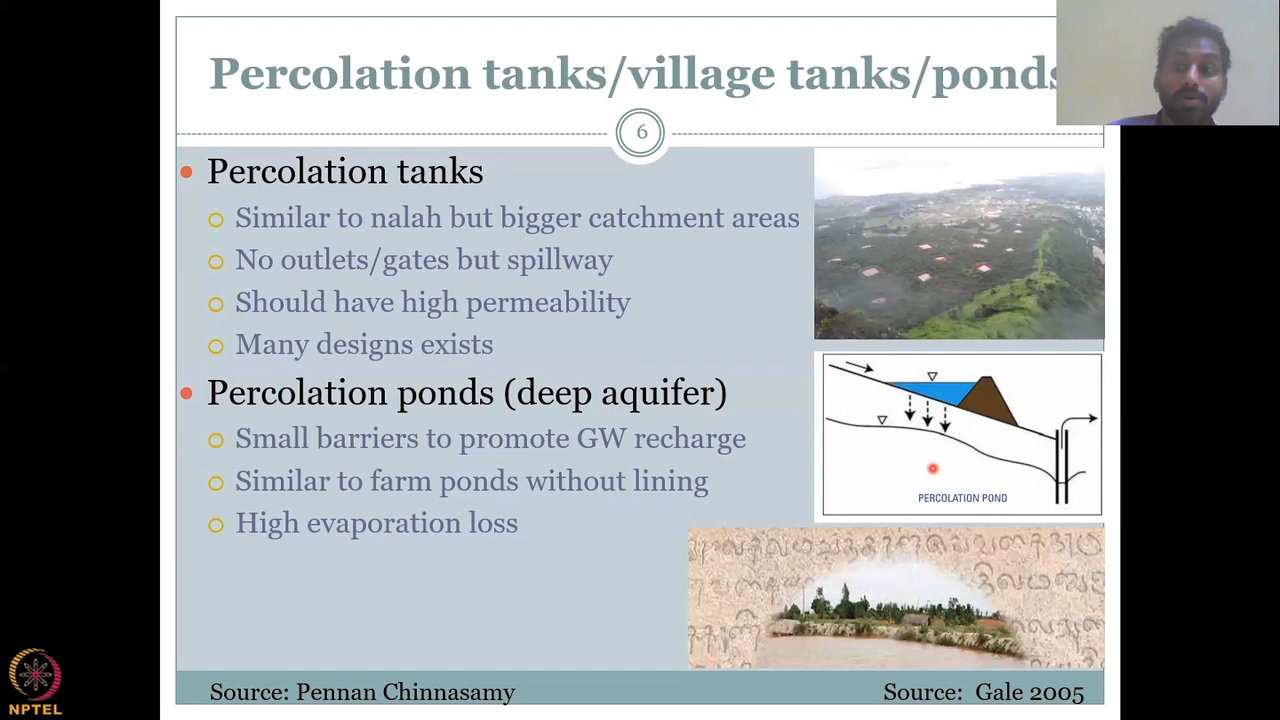 Percolation tanks/village tanks/ponds
6
Percolation tanks
Similar to nalah but bigger catchment areas
No outlets/gates but spillway
Should have high permeability
Many designs exists
Percolation ponds (deep aquifer)
Small barriers to promote GW recharge
Similar to farm ponds without lining
High evaporation loss
PERCOLATION POND
Source: Pennan Chinnasamy
Source: Gale 2005
NPTEL